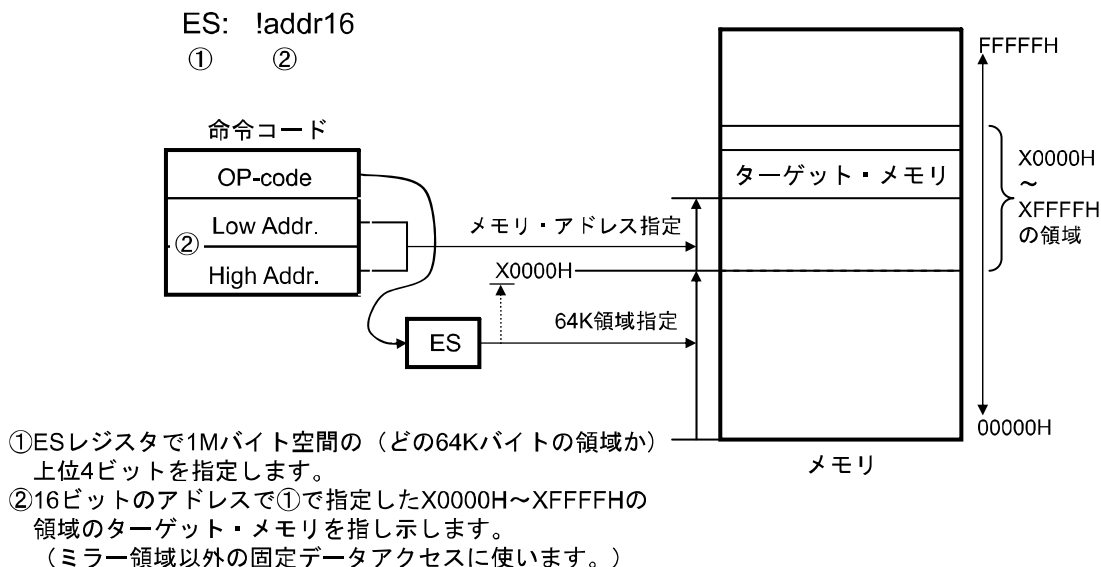 ES: !addr16
① ②
命令コード
OP-code
Low Addr.
②
High Addr.
ES
メモリ・アドレス指定
X0000H
64K領域指定
FFFFFH
ターゲット・メモリ
X0000H
～
XFFFFH
の領域
00000H
メモリ
①ESレジスタで1Mバイト空間の（どの64Kバイトの領域か）
上位4ビットを指定します。
②16ビットのアドレスで①で指定したX0000H～XFFFFHの
領域のターゲット・メモリを指し示します。
（ミラー領域以外の固定データアクセスに使います。）